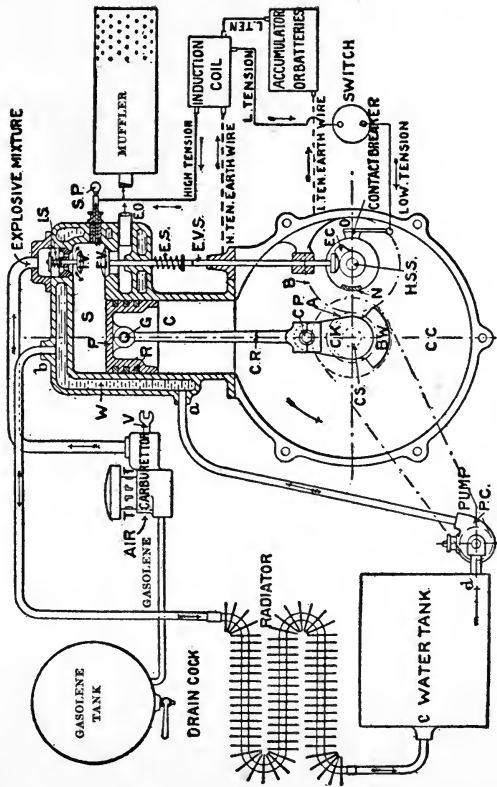 EXPLOSIVE MIXTURE
I.S.
S.P.
MUFFLER
L.TEN
INDUCTION
COIL
L. TENSION
ACCUMULATOR
OR BATTERIES
HIGH TENSION
H.TEN. EARTH WIRE
L.TEN. EARTH WIRE
SWITCH
CONTACT BREAKER
LOW TENSION
I.V.
E.V.
E.O
E.S.
E.V.S.
S
P
G
R
C
C.R.
B
E.C
D
H.S.S.
N
A
C.P.
C.K
B.W
C.S
C.C
b
W
a
V
CARBURETTOR
AIR
GASOLENE
GASOLENE
TANK
DRAIN COCK
RADIATOR
PUMP
P.C.
d
C WATER TANK